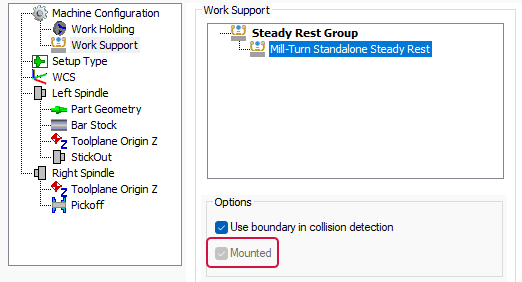 Machine Configuration
Work Holding
Work Support
Setup Type
WCS
Left Spindle
Part Geometry
Bar Stock
Toolplane Origin Z
StickOut
Right Spindle
Toolplane Origin Z
Pickoff
Work Support
Steady Rest Group
Mill-Turn Standalone Steady Rest
Options
Use boundary in collision detection
Mounted